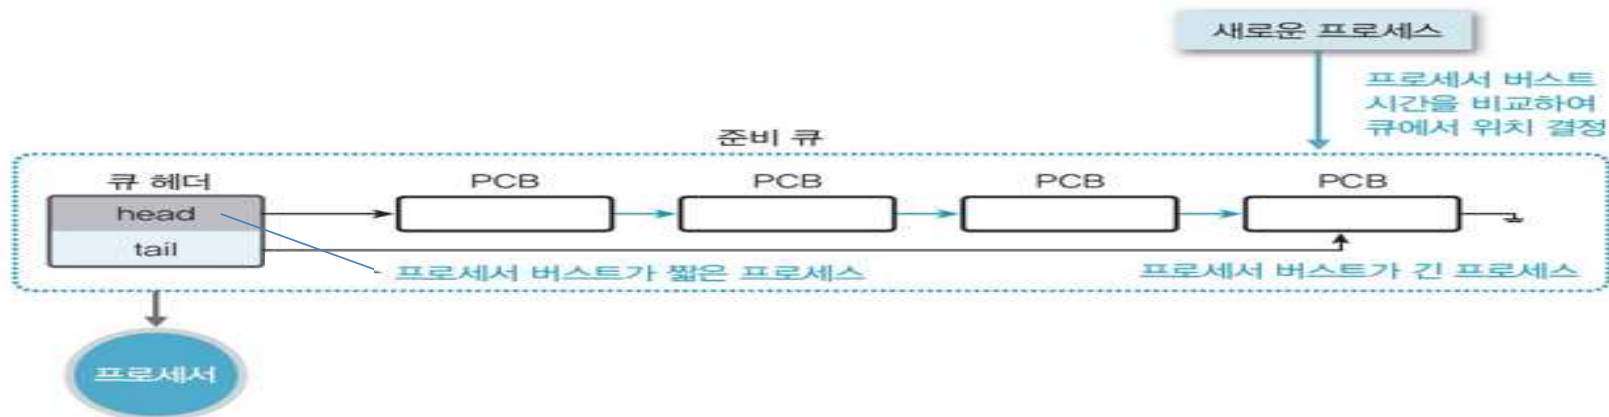 새로운 프로세스
프로세서 버스트
시간을 비교하여
큐에서 위치 결정
준비 큐
큐 헤더
PCB
PCB
PCB
PCB
head
tail
프로세서 버스트가 짧은 프로세스
프로세서 버스트가 긴 프로세스
프로세서